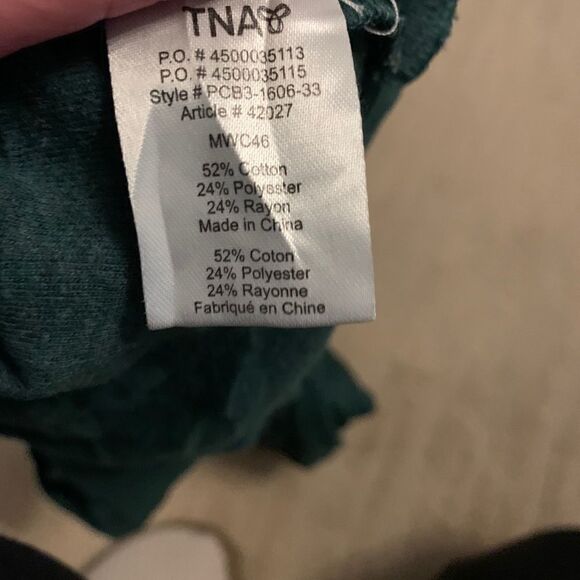 TNA
P.O. # 4500035113
P.O. # 4500035115
Style # PCB3-1606-33
Article # 42027
MWC46
52% Cotton
24% Polyester
24% Rayon
Made in China
52% Coton
24% Polyester
24% Rayonne
Fabriqué en Chine